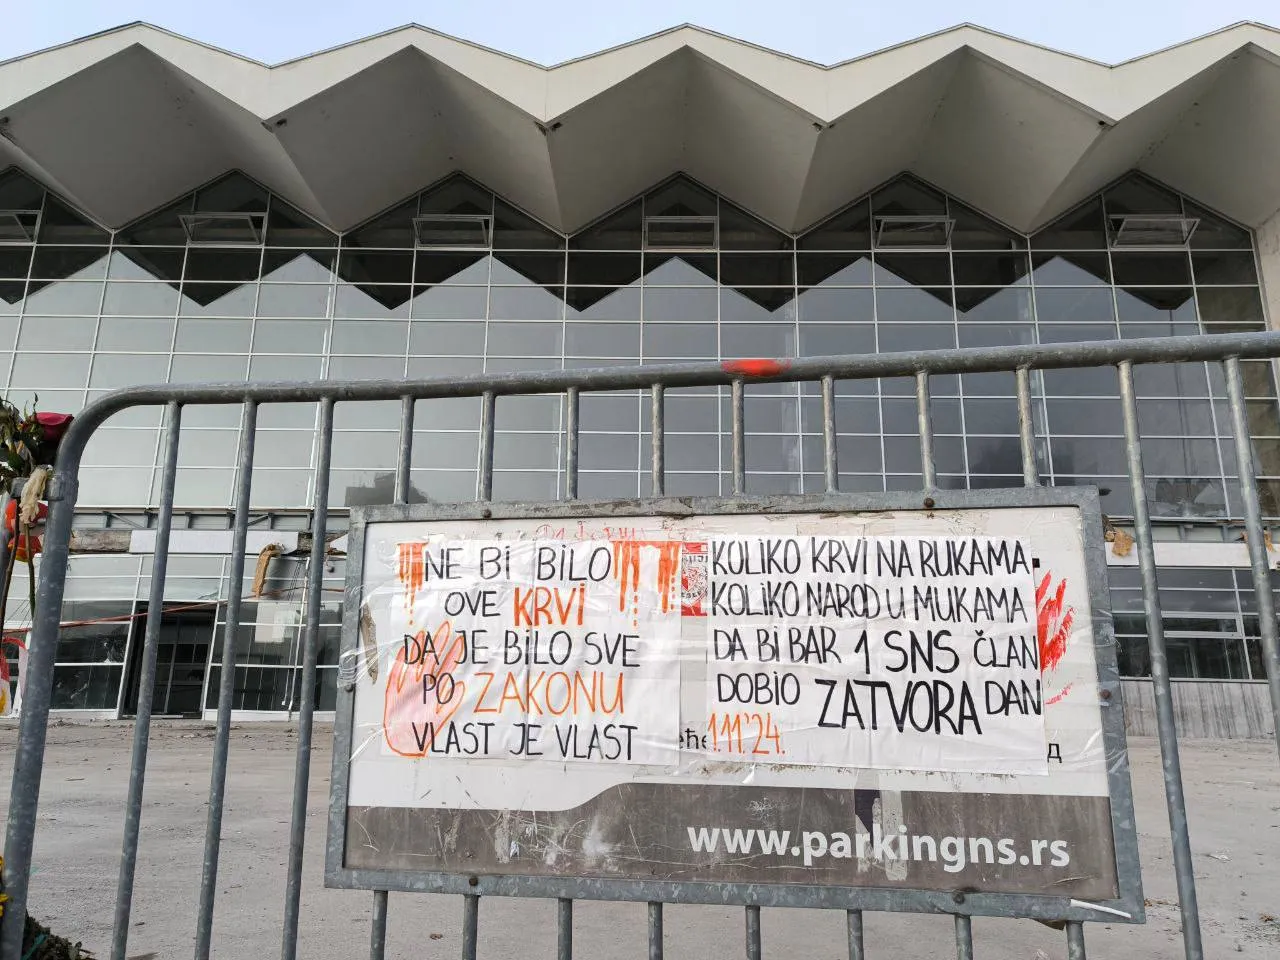 NE BI BILO
OVE KRVI
DA JE BILO SVE
PO ZAKONU
VLAST JE VLAST
KOLIKO KRVI NA RUKAMA
KOLIKO NAROD U MUKAMA
DA BI BAR 1 SNS ČLAN
DOBIO ZATVORA DAN
1.11'24.
www.parkingns.rs